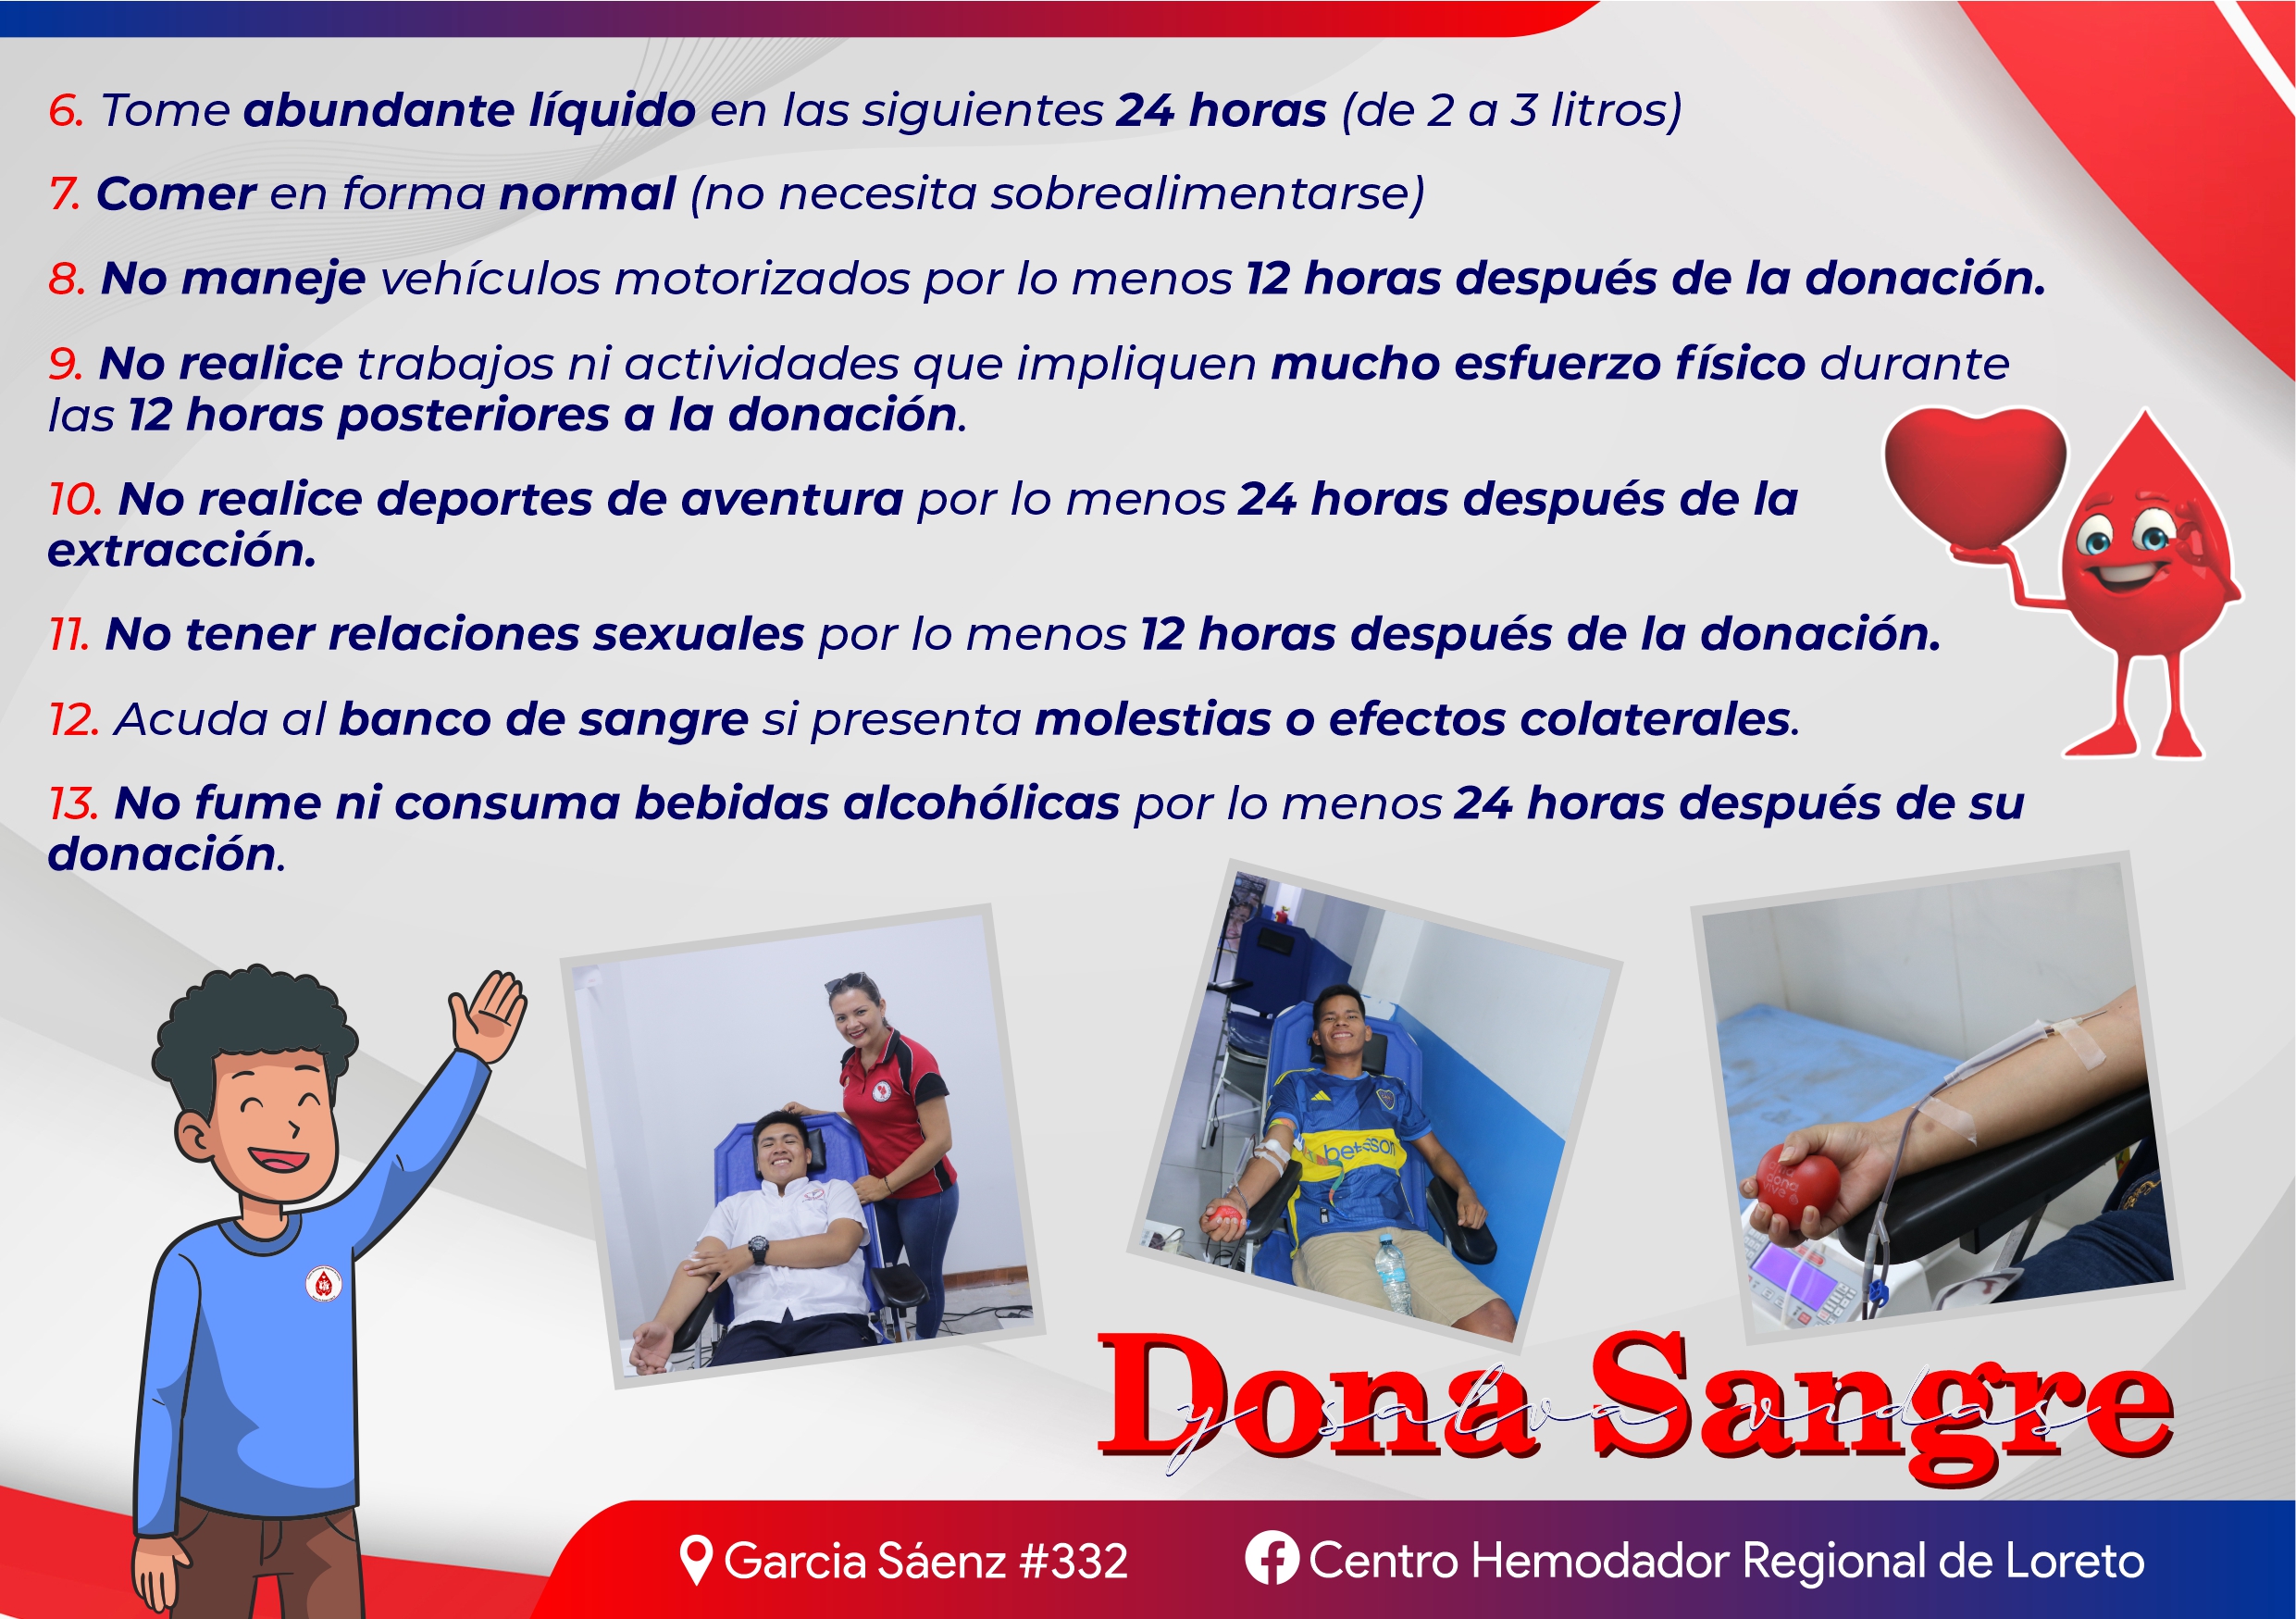 6. Tome abundante líquido en las siguientes 24 horas (de 2 a 3 litros)
7. Comer en forma normal (no necesita sobrealimentarse)
8. No maneje vehículos motorizados por lo menos 12 horas después de la donación.
9. No realice trabajos ni actividades que impliquen mucho esfuerzo físico durante
las 12 horas posteriores a la donación.
10. No realice deportes de aventura por lo menos 24 horas después de la
extracción.
11. No tener relaciones sexuales por lo menos 12 horas después de la donación.
12. Acuda al banco de sangre si presenta molestias o efectos colaterales.
13. No fume ni consuma bebidas alcohólicas por lo menos 24 horas después de su
donación.
betsson
dona
vive
Dona Sangre
y salva vidas
Garcia Sáenz #332
Centro Hemodador Regional de Loreto